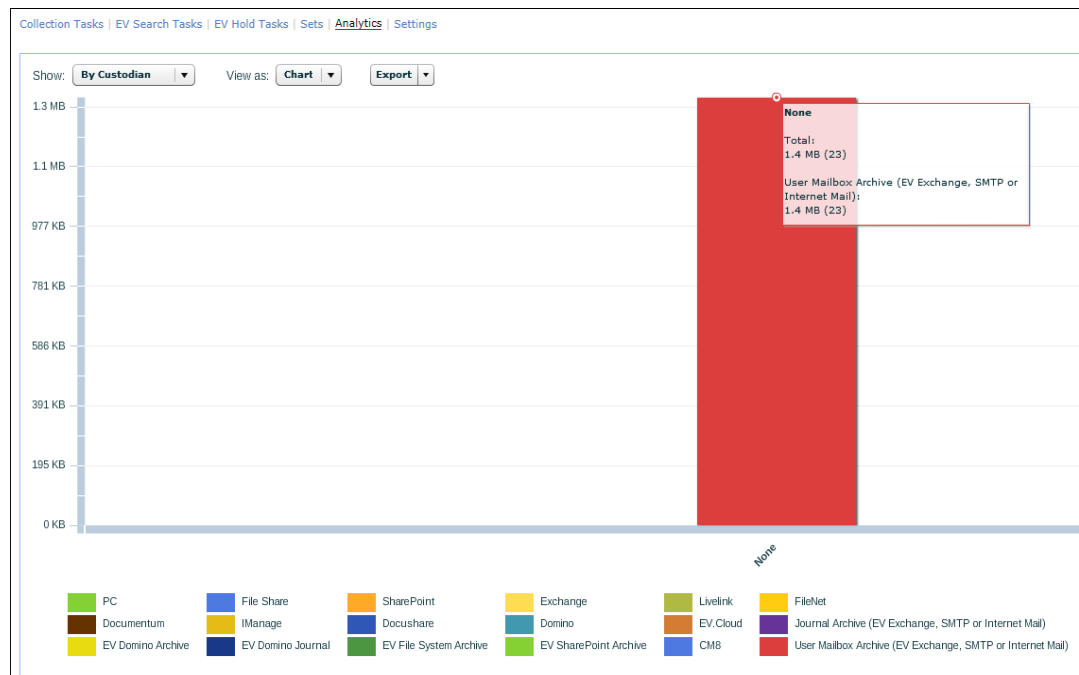 Collection Tasks | EV Search Tasks | EV Hold Tasks | Sets | Analytics | Settings
Show: By Custodian View as: Chart Export
1.3 MB
1.1 MB
977 KB
781 KB
586 KB
391 KB
195 KB
0 KB
None
Total:
1.4 MB (23)
User Mailbox Archive (EV Exchange, SMTP or
Internet Mail):
1.4 MB (23)
None
PC File Share SharePoint Exchange Livelink FileNet
Documentum IManage Docushare Domino EV.Cloud Journal Archive (EV Exchange, SMTP or Internet Mail)
EV Domino Archive EV Domino Journal EV File System Archive EV SharePoint Archive CM8 User Mailbox Archive (EV Exchange, SMTP or Internet Mail)